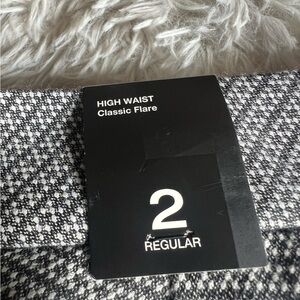 HIGH WAIST
Classic Flare
2
REGULAR